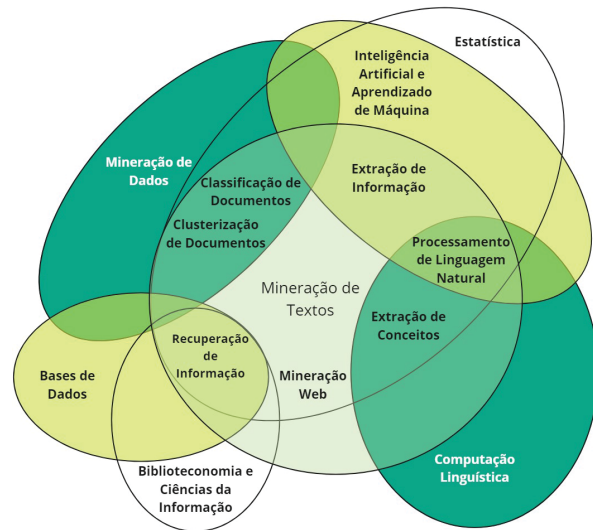 Estatística
Inteligência
Artificial e
Aprendizado
de Máquina
Mineração de
Dados
Classificação de
Documentos
Clusterização
de Documentos
Extração de
Informação
Processamento
de Linguagem
Natural
Mineração de
Textos
Extração de
Conceitos
Recuperação
de
Informação
Mineração
Web
Bases de
Dados
Biblioteconomia e
Ciências da
Informação
Computação
Linguística